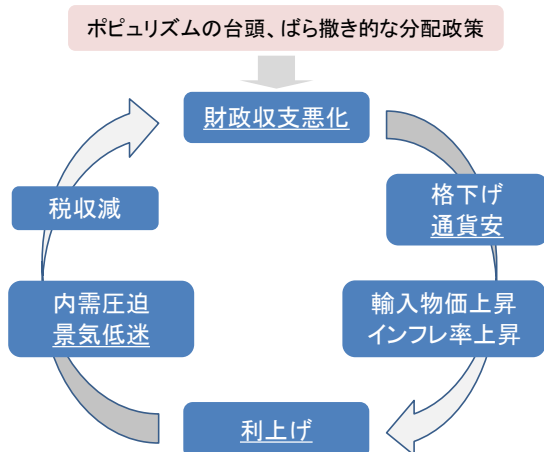 ポピュリズムの台頭、ばら撒き的な分配政策
財政収支悪化
格下げ
通貨安
輸入物価上昇
インフレ率上昇
利上げ
内需圧迫
景気低迷
税収減